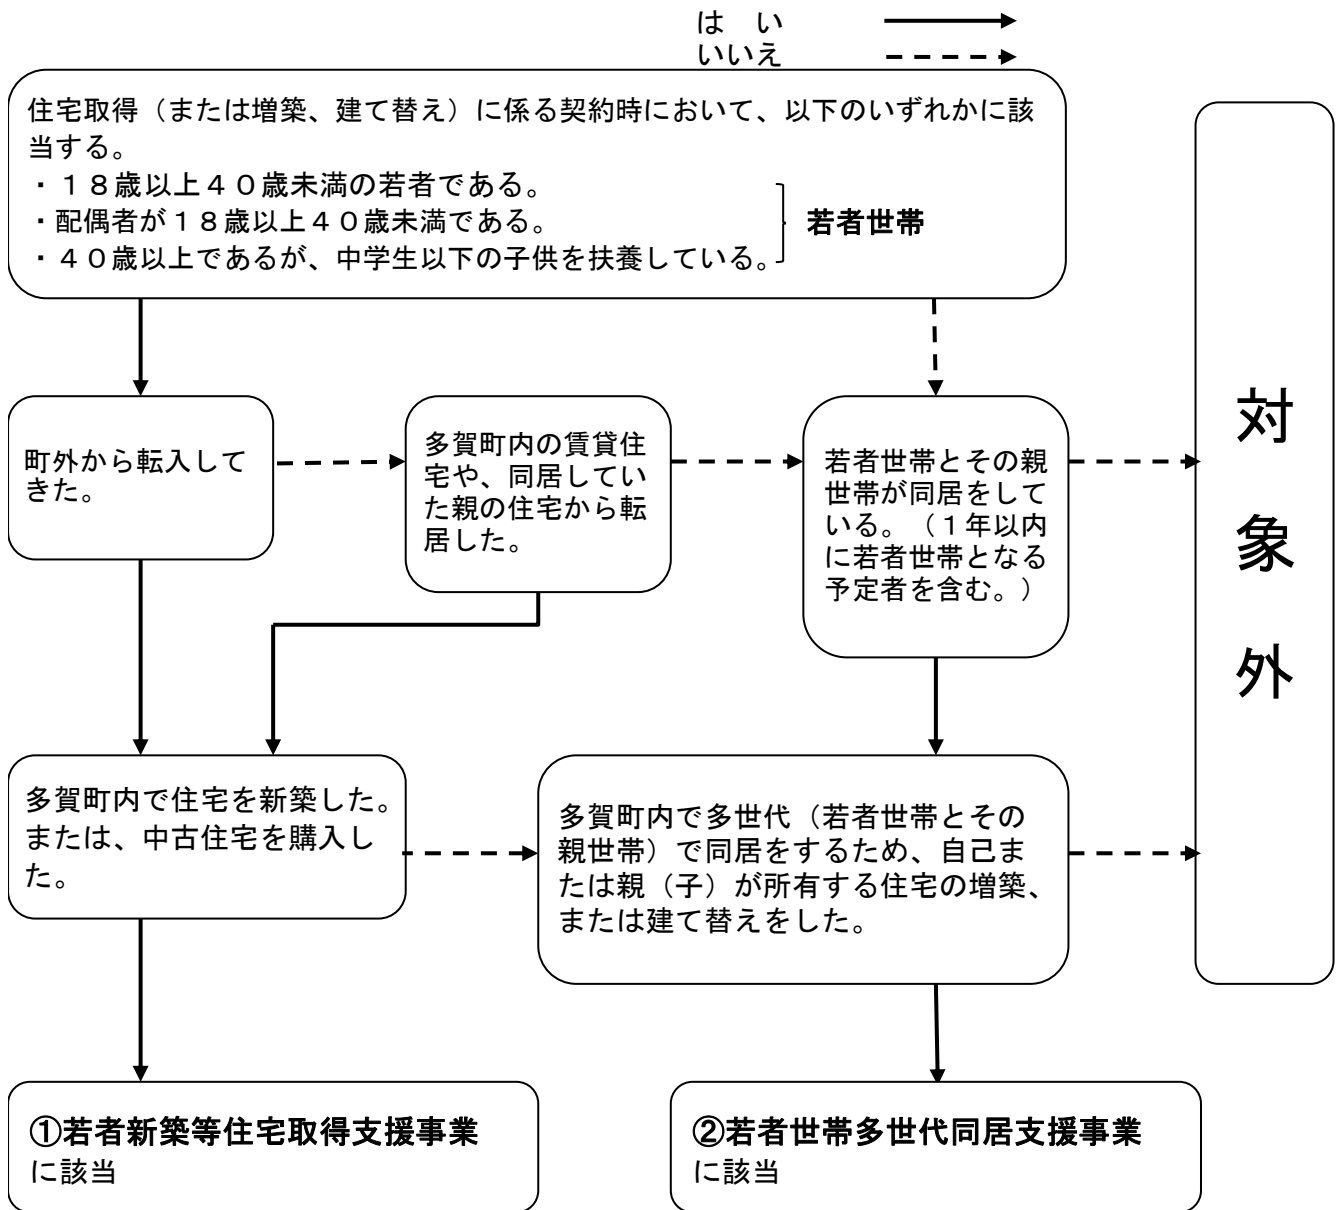 は　い
いいえ
住宅取得（または増築、建て替え）に係る契約時において、以下のいずれかに該
当する。
・１８歳以上４０歳未満の若者である。
・配偶者が１８歳以上４０歳未満である。
・４０歳以上であるが、中学生以下の子供を扶養している。
若者世帯
町外から転入して
きた。
多賀町内の賃貸住
宅や、同居してい
た親の住宅から転
居した。
若者世帯とその親
世帯が同居をして
いる。（１年以内
に若者世帯となる
予定者を含む。）
対
象
外
多賀町内で住宅を新築した。
または、中古住宅を購入し
た。
多賀町内で多世代（若者世帯とその
親世帯）で同居をするため、自己ま
たは親（子）が所有する住宅の増築、
または建て替えをした。
①若者新築等住宅取得支援事業
に該当
②若者世帯多世代同居支援事業
に該当